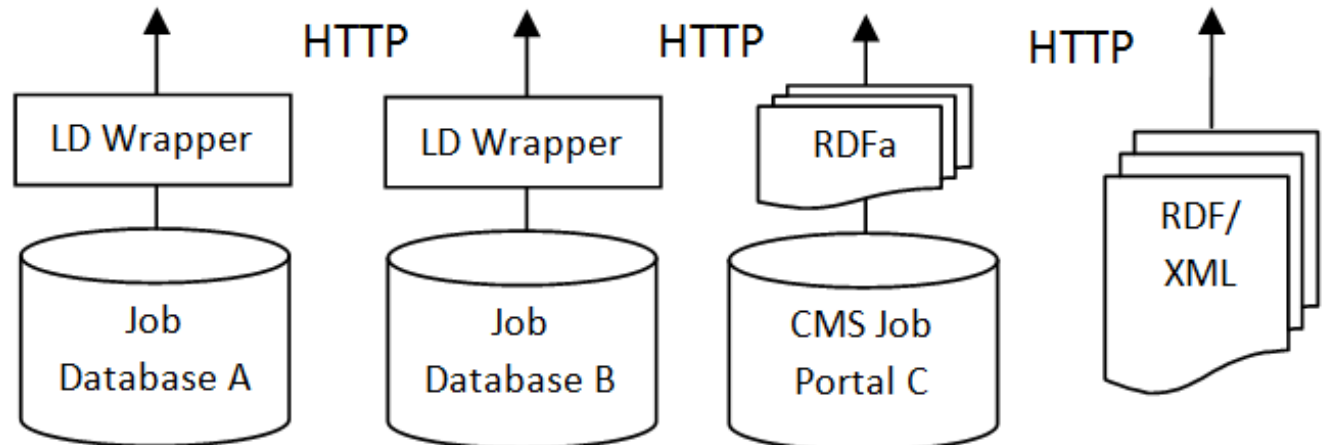 HTTP
HTTP
HTTP
LD Wrapper
LD Wrapper
RDFa
RDF/
XML
Job
Database A
Job
Database B
CMS Job
Portal C